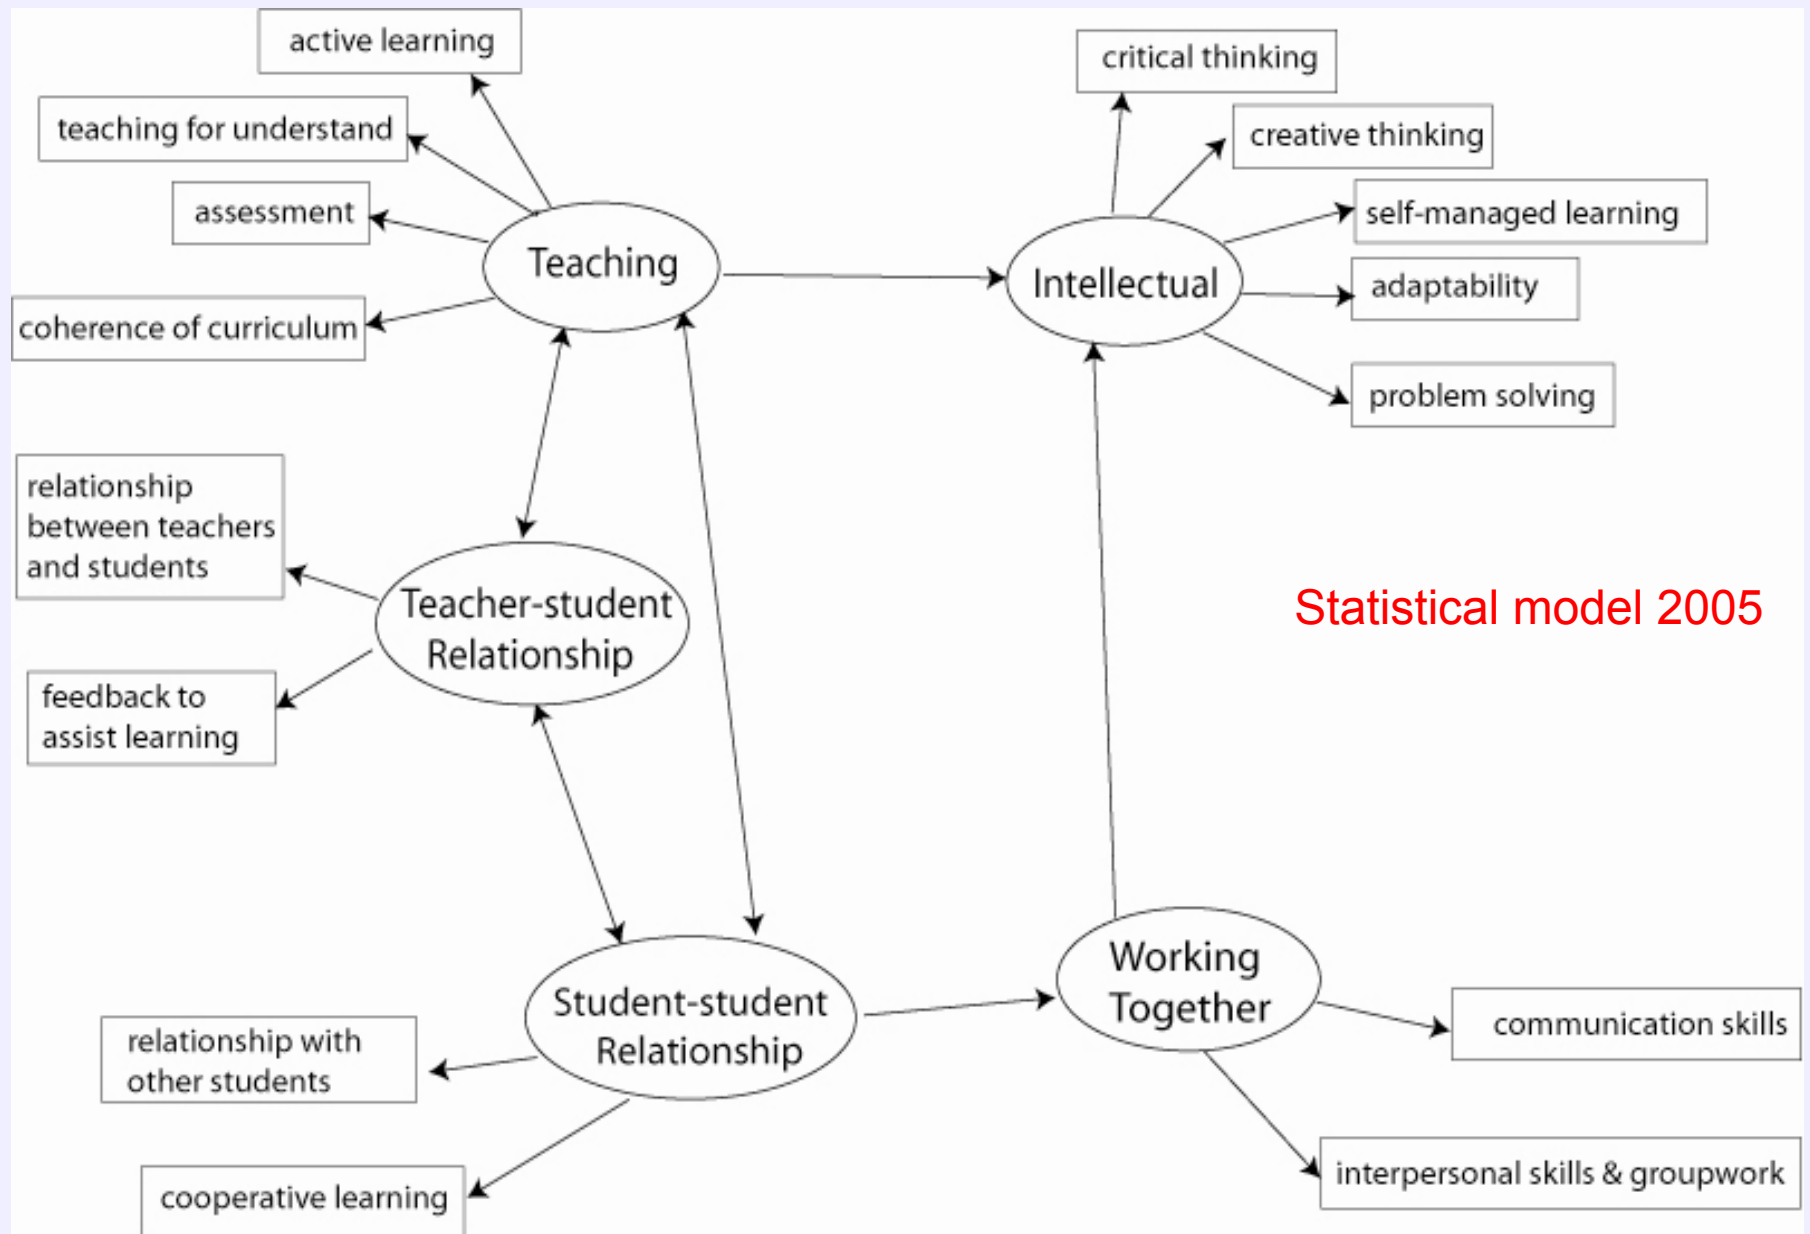 active learning
teaching for understand
assessment
coherence of curriculum
Teaching
critical thinking
creative thinking
self-managed learning
adaptability
problem solving
Intellectual
relationship
between teachers
and students
feedback to
assist learning
Teacher-student
Relationship
Statistical model 2005
Student-student
Relationship
relationship with
other students
cooperative learning
Working
Together
communication skills
interpersonal skills & groupwork